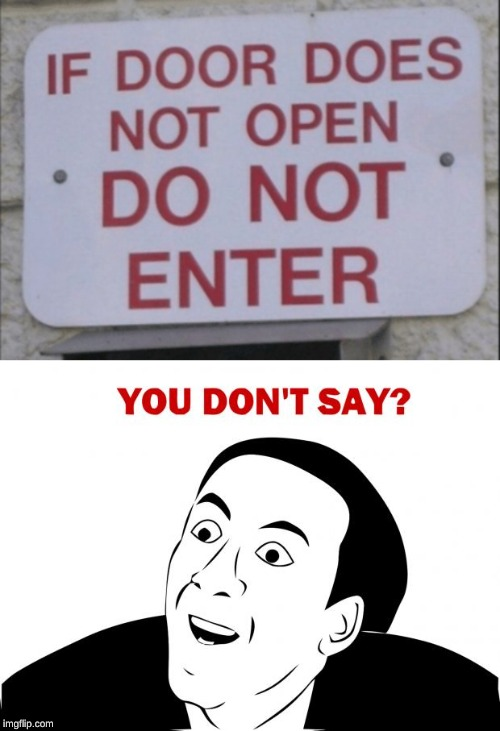 IF DOOR DOES
NOT OPEN
DO NOT
ENTER
YOU DON'T SAY?
imgflip.com